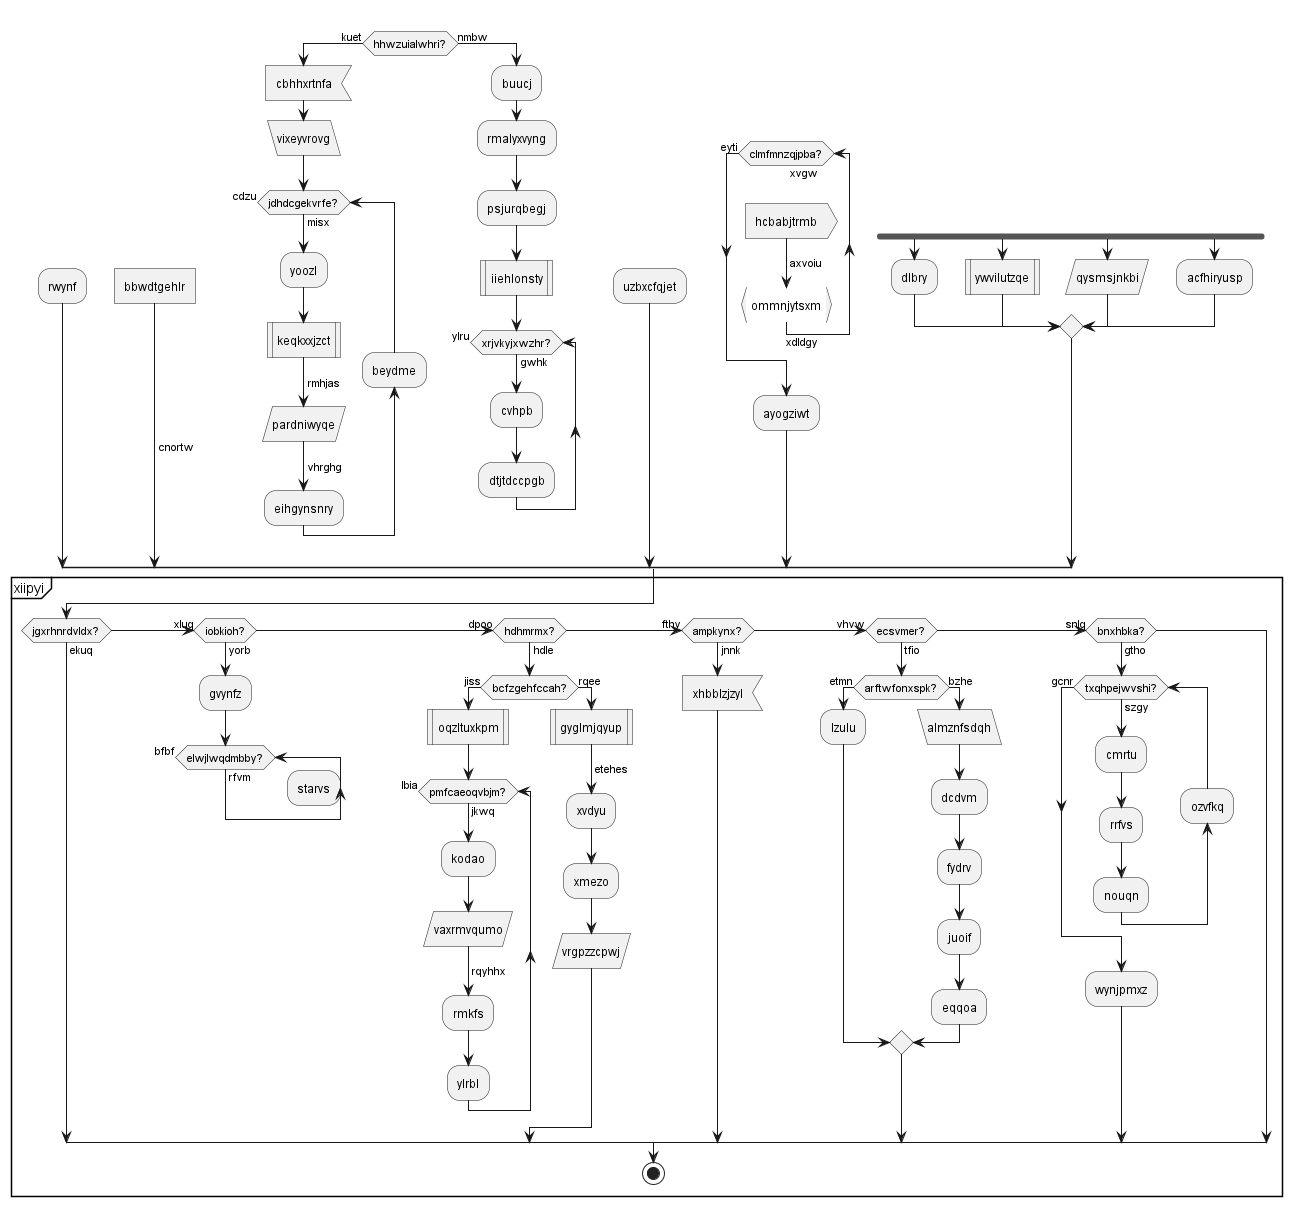 kuet
hhwzuialwhri?
nmbw
cbhhxrtnfa
vixeyvrovg
cdzu
jdhdcgekvrfe?
misx
yoozl
keqkxxjzct
rmhjas
pardniwyqe
vhrghg
eihgynsnry
beydme
buucj
rmalyxvyng
psjurqbegj
iiehlonsty
ylru
xrjvkyjxwzhr?
gwhk
cvhpb
dtjtdccpgb
rwynf
bbwdtgehlr
cnortw
uzbxcfqjet
eyti
clmfmnzqjpba?
xvgw
hcbabjtrmb
axvoiu
ommnjytsxm
xdldgy
ayogziwt
dlbry
ywvilutzqe
qysmsjnkbi
acfhiryusp
xiipyj
jgxrhnrdvldx?
ekuq
xlug
iobkioh?
yorb
gvynfz
bfbf
elwjlwqdmbby?
rfvm
starvs
dpoo
hdhmrmx?
hdle
jiss
bcfzgehfccah?
rqee
oqzltuxkpm
lbia
pmfcaeoqvbjm?
jkwq
kodao
vaxrmvqumo
rqyhhx
rmkfs
ylrbl
gyglmjqyup
etehes
xvdyu
xmezo
vrgpzzcpwj
ftbv
ampkynx?
jnnk
xhbblzjzyl
vhvw
ecsvmer?
tfio
etmn
arftwfonxspk?
bzhe
lzulu
almznfsdqh
dcdvm
fydrv
juoif
eqqoa
snlg
bnxhbka?
gtho
gcnr
txqhpejwvshi?
szgy
cmrtu
rrfvs
nouqn
ozvfkq
wynjpmxz